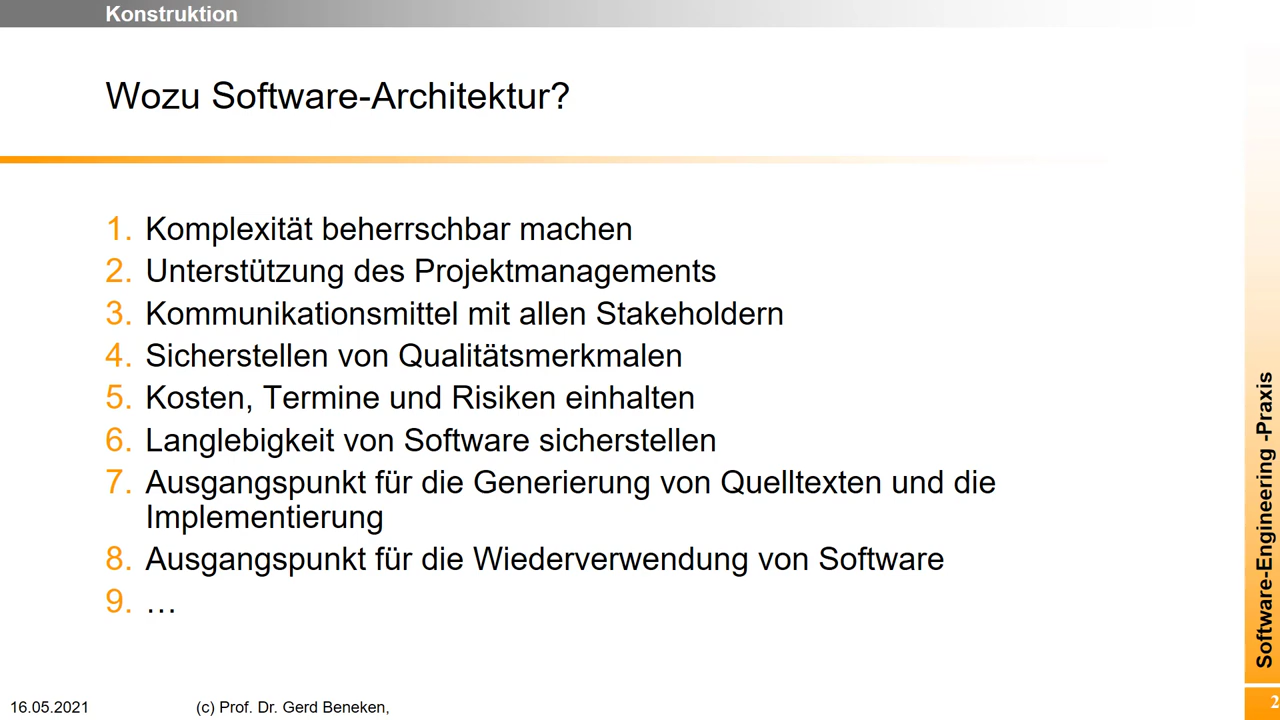 Konstruktion
Wozu Software-Architektur?
1. Komplexität beherrschbar machen
2. Unterstützung des Projektmanagements
3. Kommunikationsmittel mit allen Stakeholdern
4. Sicherstellen von Qualitätsmerkmalen
5. Kosten, Termine und Risiken einhalten
6. Langlebigkeit von Software sicherstellen
7. Ausgangspunkt für die Generierung von Quelltexten und die
Implementierung
8. Ausgangspunkt für die Wiederverwendung von Software
9. …
Software-Engineering -Praxis
16.05.2021
(c) Prof. Dr. Gerd Beneken,
2